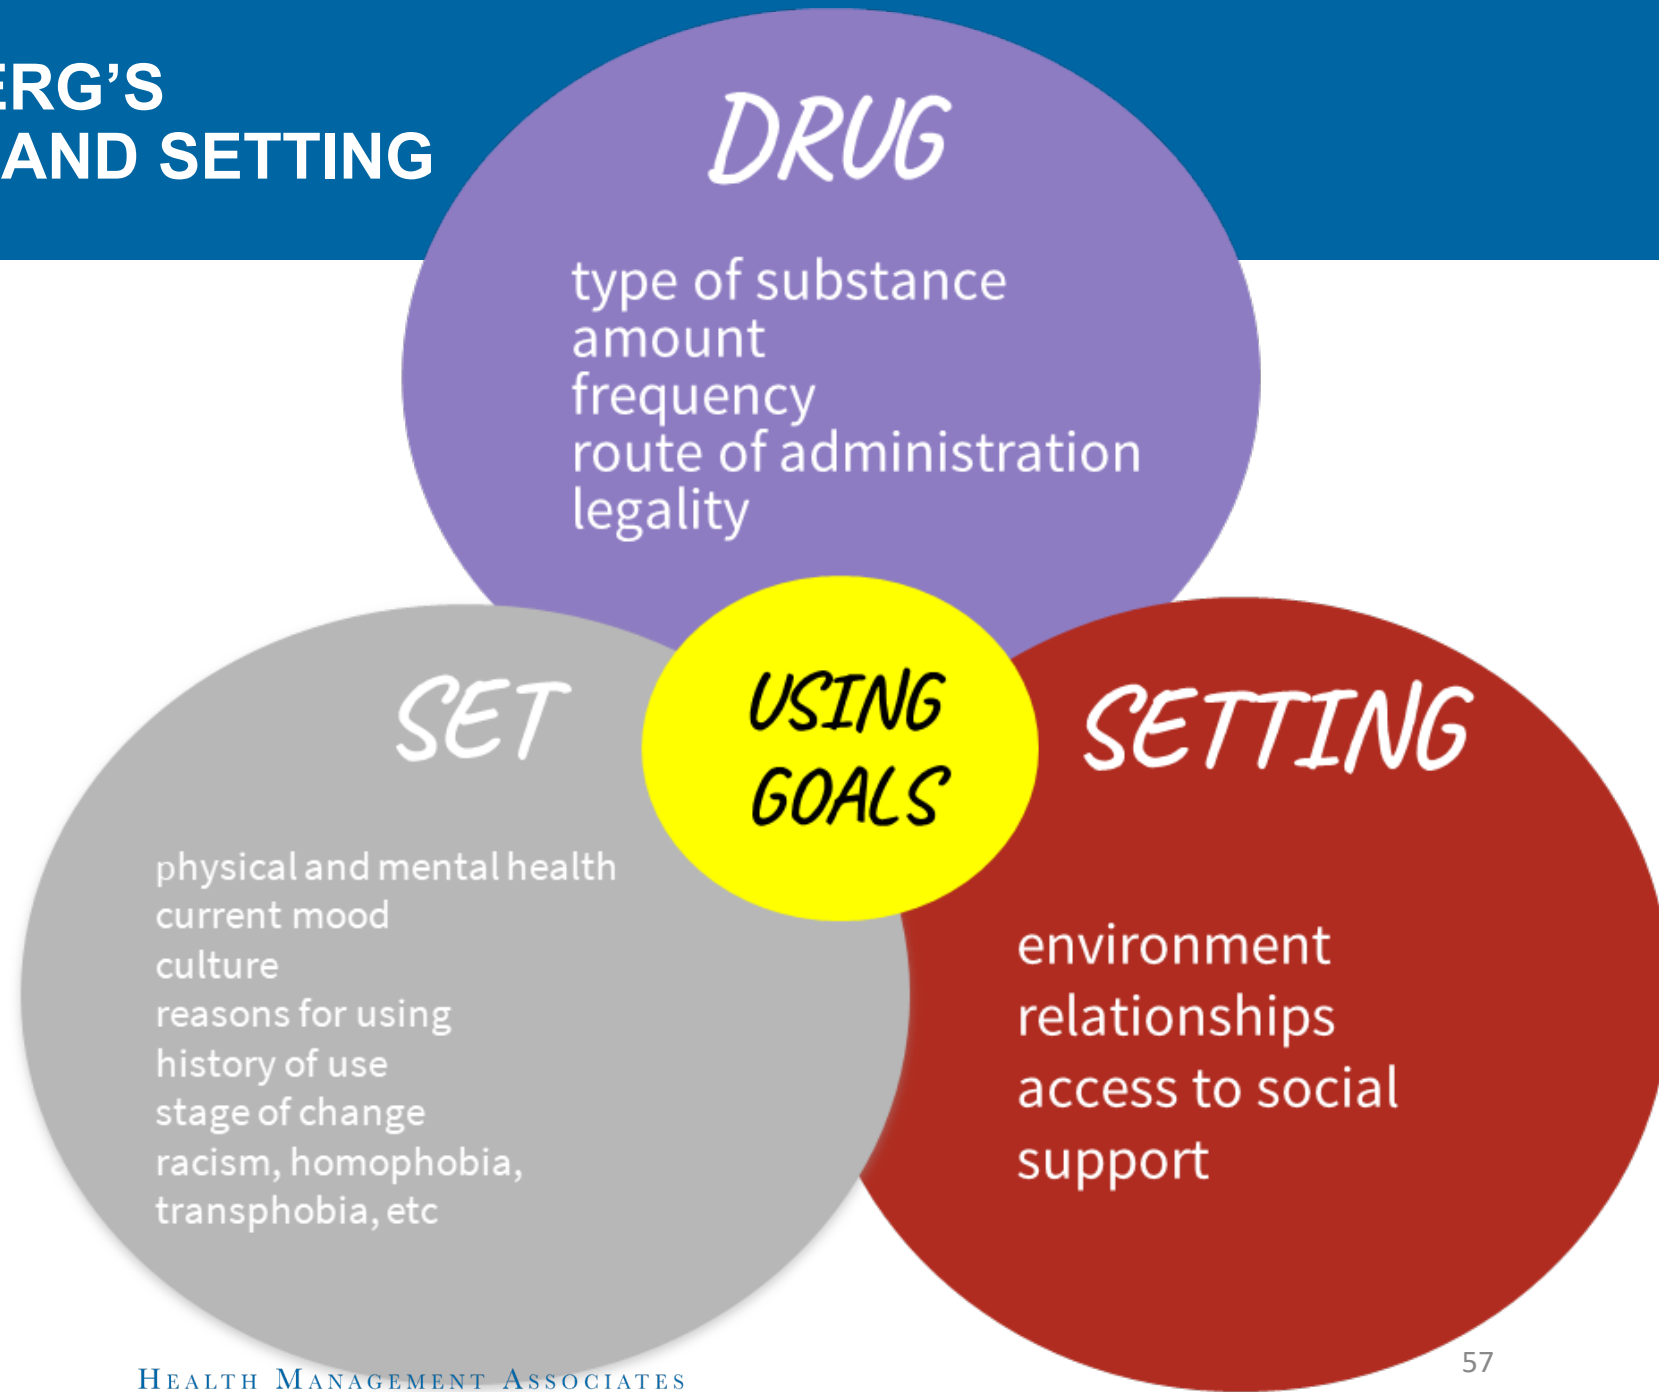 ERG’S
AND SETTING
DRUG
type of substance
amount
frequency
route of administration
legality
SET
physical and mental health
current mood
culture
reasons for using
history of use
stage of change
racism, homophobia,
transphobia, etc
USING
GOALS
SETTING
environment
relationships
access to social
support
HEALTH MANAGEMENT ASSOCIATES
57